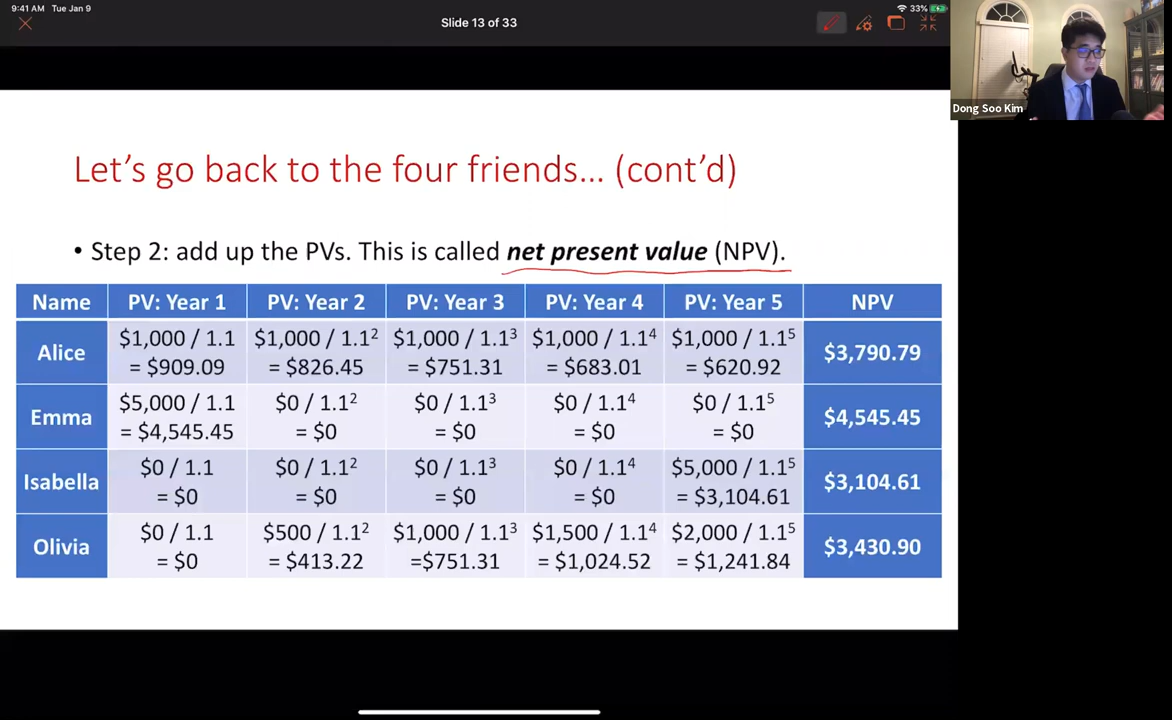 9:41 AM Tue Jan 9
33%
Slide 13 of 33
Dong Soo Kim
Let's go back to the four friends... (cont'd)
• Step 2: add up the PVs. This is called net present value (NPV).
Name PV: Year 1 PV: Year 2 PV: Year 3 PV: Year 4 PV: Year 5 NPV
Alice $1,000 / 1.1 = $909.09 $1,000 / 1.1² = $826.45 $1,000 / 1.1³ = $751.31 $1,000 / 1.1⁴ = $683.01 $1,000 / 1.1⁵ = $620.92 $3,790.79
Emma $5,000 / 1.1 = $4,545.45 $0 / 1.1² = $0 $0 / 1.1³ = $0 $0 / 1.1⁴ = $0 $0 / 1.1⁵ = $0 $4,545.45
Isabella $0 / 1.1 = $0 $0 / 1.1² = $0 $0 / 1.1³ = $0 $0 / 1.1⁴ = $0 $5,000 / 1.1⁵ = $3,104.61 $3,104.61
Olivia $0 / 1.1 = $0 $500 / 1.1² = $413.22 $1,000 / 1.1³ =$751.31 $1,500 / 1.1⁴ = $1,024.52 $2,000 / 1.1⁵ = $1,241.84 $3,430.90